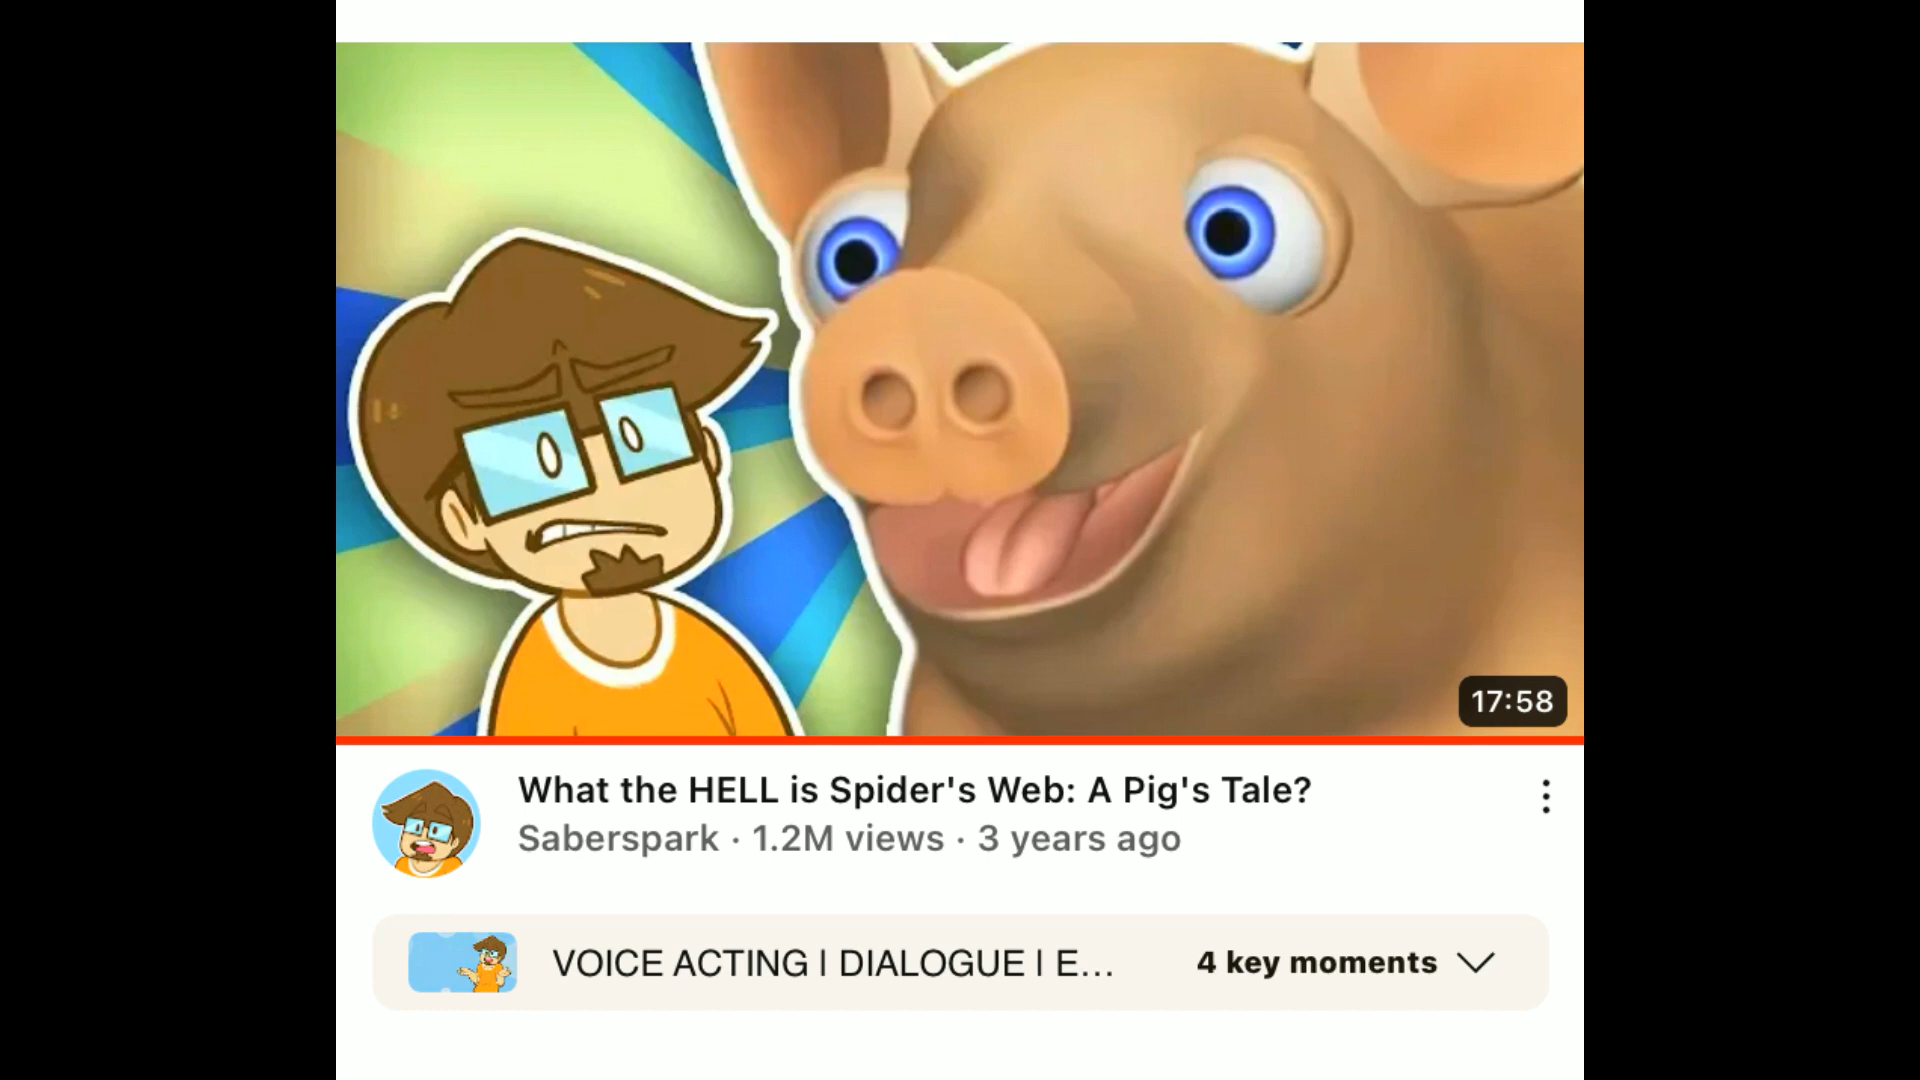 17:58
What the HELL is Spider's Web: A Pig's Tale?
Saberspark · 1.2M views · 3 years ago
VOICE ACTING | DIALOGUE | E... 4 key moments